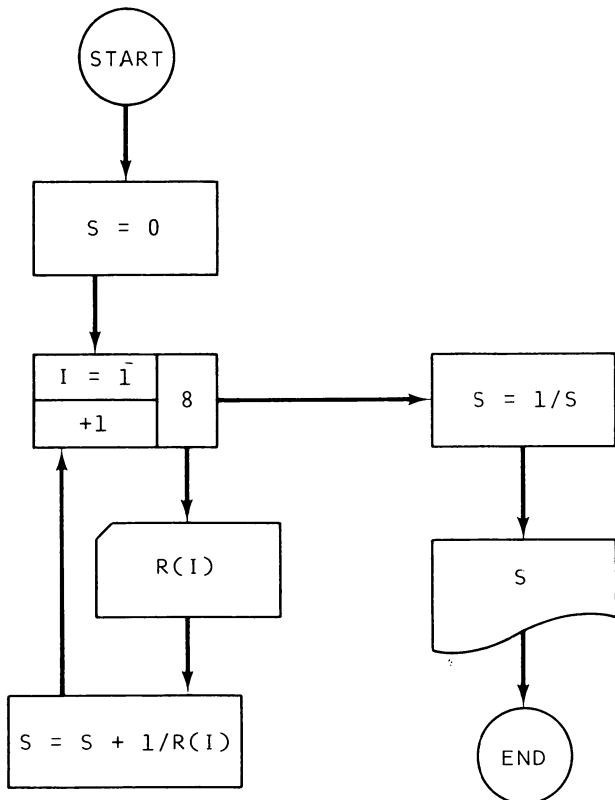 START
S = 0
I = 1
+1
8
R(I)
S = S + 1/R(I)
S = 1/S
S
END